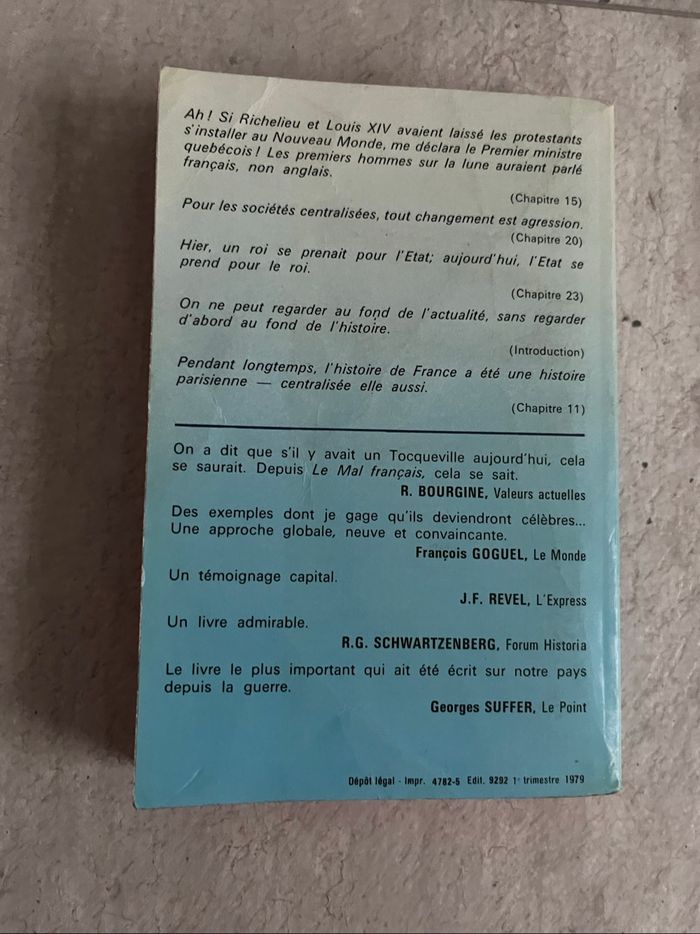 Ah ! Si Richelieu et Louis XIV avaient laissé les protestants
s'installer au Nouveau Monde, me déclara le Premier ministre
quebécois ! Les premiers hommes sur la lune auraient parlé
français, non anglais.
(Chapitre 15)
Pour les sociétés centralisées, tout changement est agression.
(Chapitre 20)
Hier, un roi se prenait pour l'Etat; aujourd'hui, l'Etat se
prend pour le roi.
(Chapitre 23)
On ne peut regarder au fond de l'actualité, sans regarder
d'abord au fond de l'histoire.
(Introduction)
Pendant longtemps, l'histoire de France a été une histoire
parisienne — centralisée elle aussi.
(Chapitre 11)
On a dit que s'il y avait un Tocqueville aujourd'hui, cela
se saurait. Depuis Le Mal français, cela se sait.
R. BOURGINE, Valeurs actuelles
Des exemples dont je gage qu'ils deviendront célèbres...
Une approche globale, neuve et convaincante.
François GOGUEL, Le Monde
Un témoignage capital.
J.F. REVEL, L'Express
Un livre admirable.
R.G. SCHWARTZENBERG, Forum Historia
Le livre le plus important qui ait été écrit sur notre pays
depuis la guerre.
Georges SUFFER, Le Point
Dépôt légal - Impr. 4782-5 Edit. 9292 1er trimestre 1979